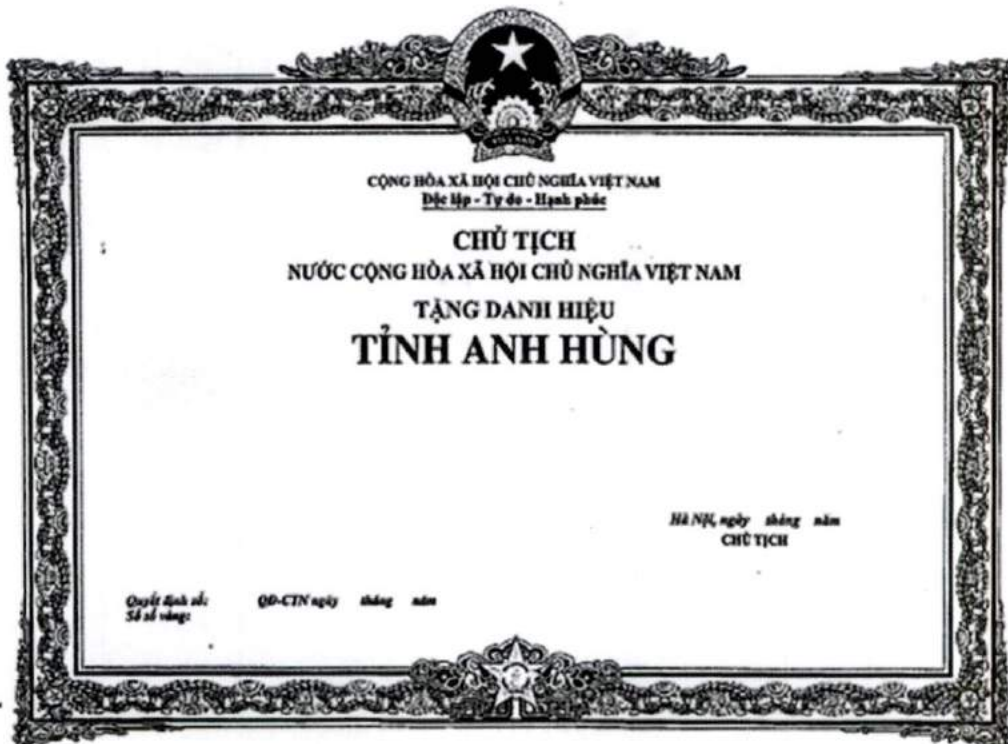 CỘNG HÒA XÃ HỘI CHỦ NGHĨA VIỆT NAM
Độc lập - Tự do - Hạnh phúc
CHỦ TỊCH
NƯỚC CỘNG HÒA XÃ HỘI CHỦ NGHĨA VIỆT NAM
TẶNG DANH HIỆU
TỈNH ANH HÙNG
Hà Nội, ngày tháng năm
CHỦ TỊCH
Quyết định số: QĐ-CTN ngày tháng năm
Số sổ vàng: